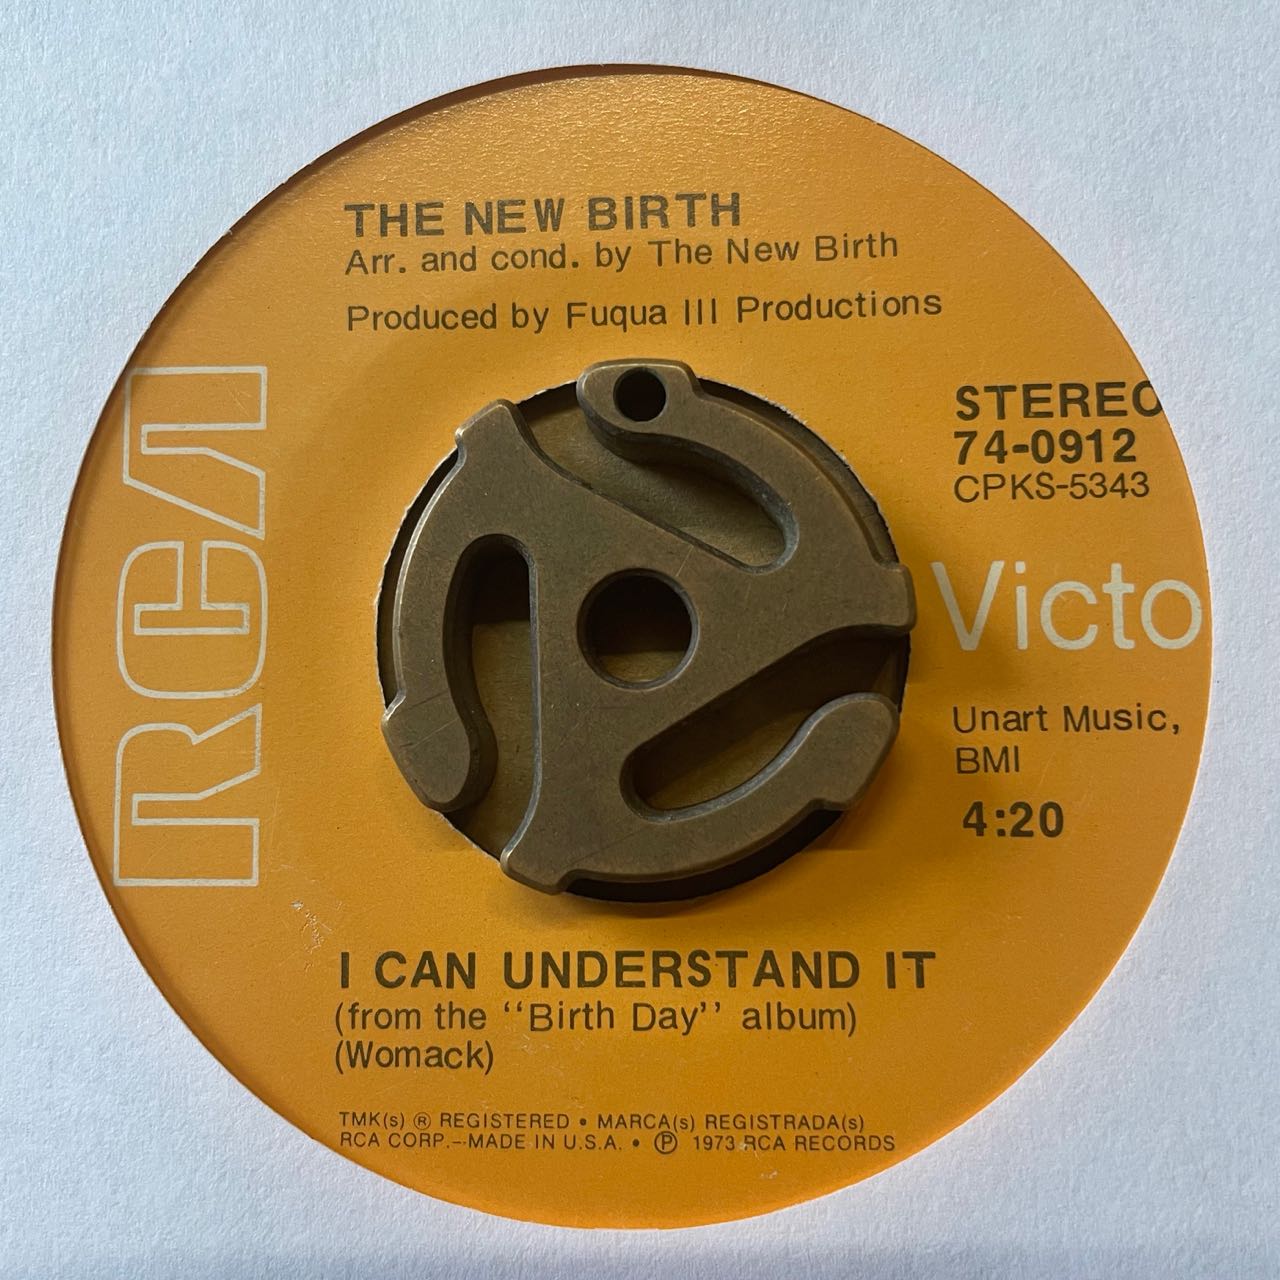 THE NEW BIRTH
Arr. and cond. by The New Birth
Produced by Fuqua III Productions
RCA
STEREO
74-0912
CPKS-5343
Victo
Unart Music,
BMI
4:20
I CAN UNDERSTAND IT
(from the "Birth Day" album)
(Womack)
TMK(s) ® REGISTERED • MARCA(s) REGISTRADA(s)
RCA CORP.–MADE IN U.S.A. • ℗ 1973 RCA RECORDS